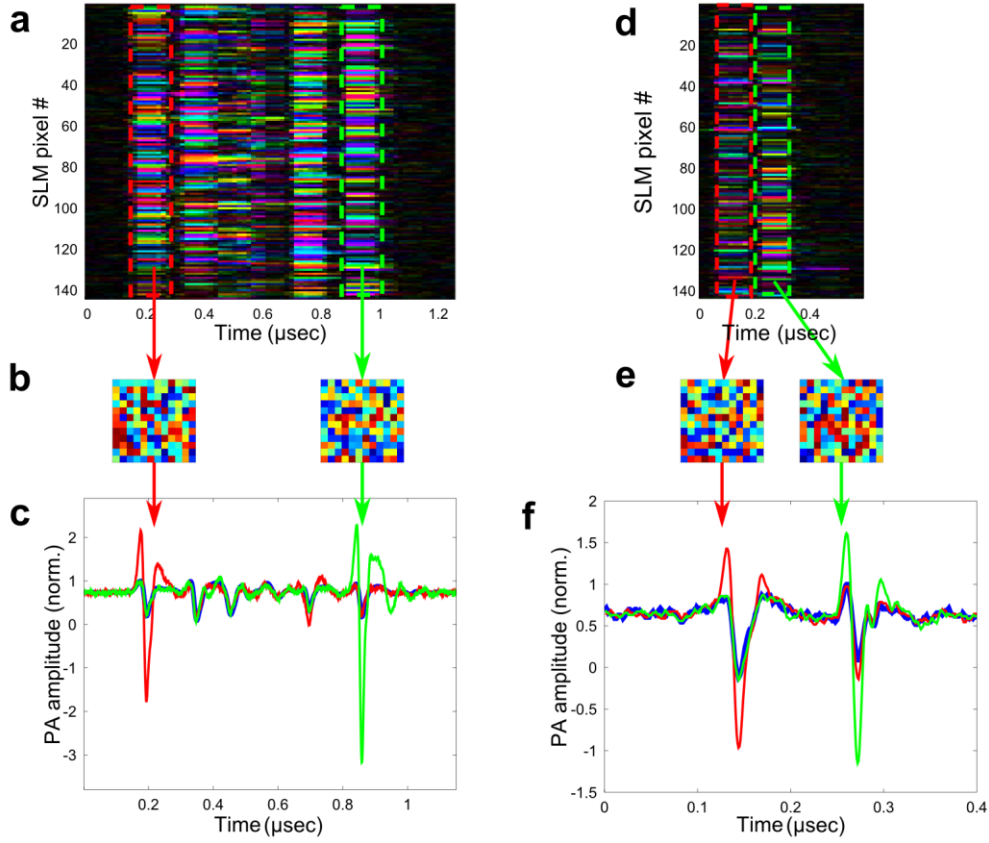 a
SLM pixel #
20
40
60
80
100
120
140
0 0.2 0.4 0.6 0.8 1 1.2
Time (μsec)
d
SLM pixel #
20
40
60
80
100
120
140
0 0.2 0.4
Time (μsec)
b
e
c
PA amplitude (norm.)
2
1
0
-1
-2
-3
0.2 0.4 0.6 0.8 1
Time (μsec)
f
PA amplitude (norm.)
2
1.5
1
0.5
0
-0.5
-1
-1.5
0 0.1 0.2 0.3 0.4
Time (μsec)